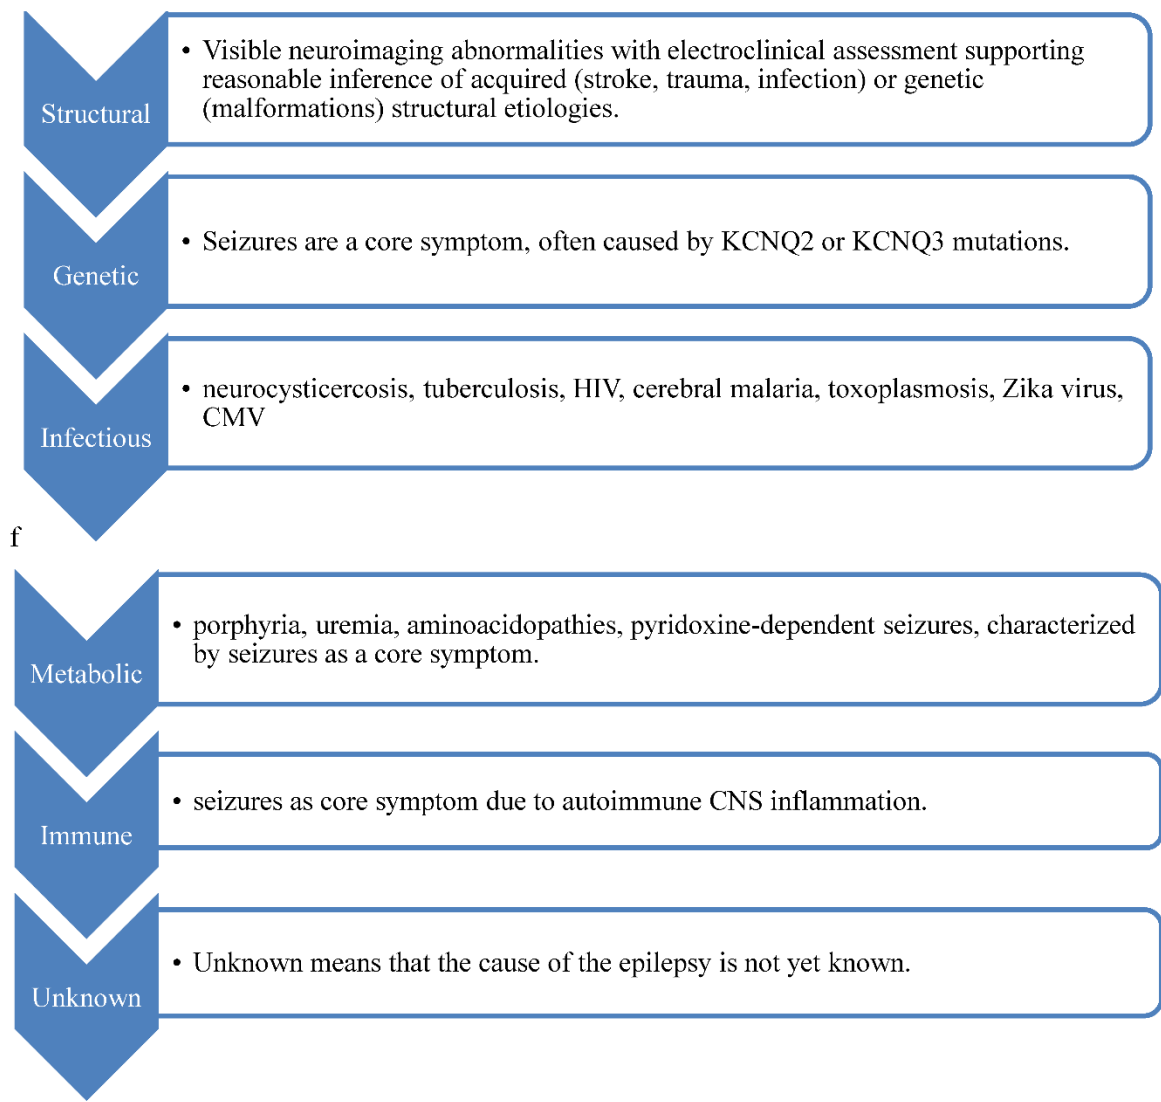 Structural
• Visible neuroimaging abnormalities with electroclinical assessment supporting
reasonable inference of acquired (stroke, trauma, infection) or genetic
(malformations) structural etiologies.
Genetic
• Seizures are a core symptom, often caused by KCNQ2 or KCNQ3 mutations.
Infectious
• neurocysticercosis, tuberculosis, HIV, cerebral malaria, toxoplasmosis, Zika virus,
CMV
f
Metabolic
• porphyria, uremia, aminoacidopathies, pyridoxine-dependent seizures, characterized
by seizures as a core symptom.
Immune
• seizures as core symptom due to autoimmune CNS inflammation.
Unknown
• Unknown means that the cause of the epilepsy is not yet known.